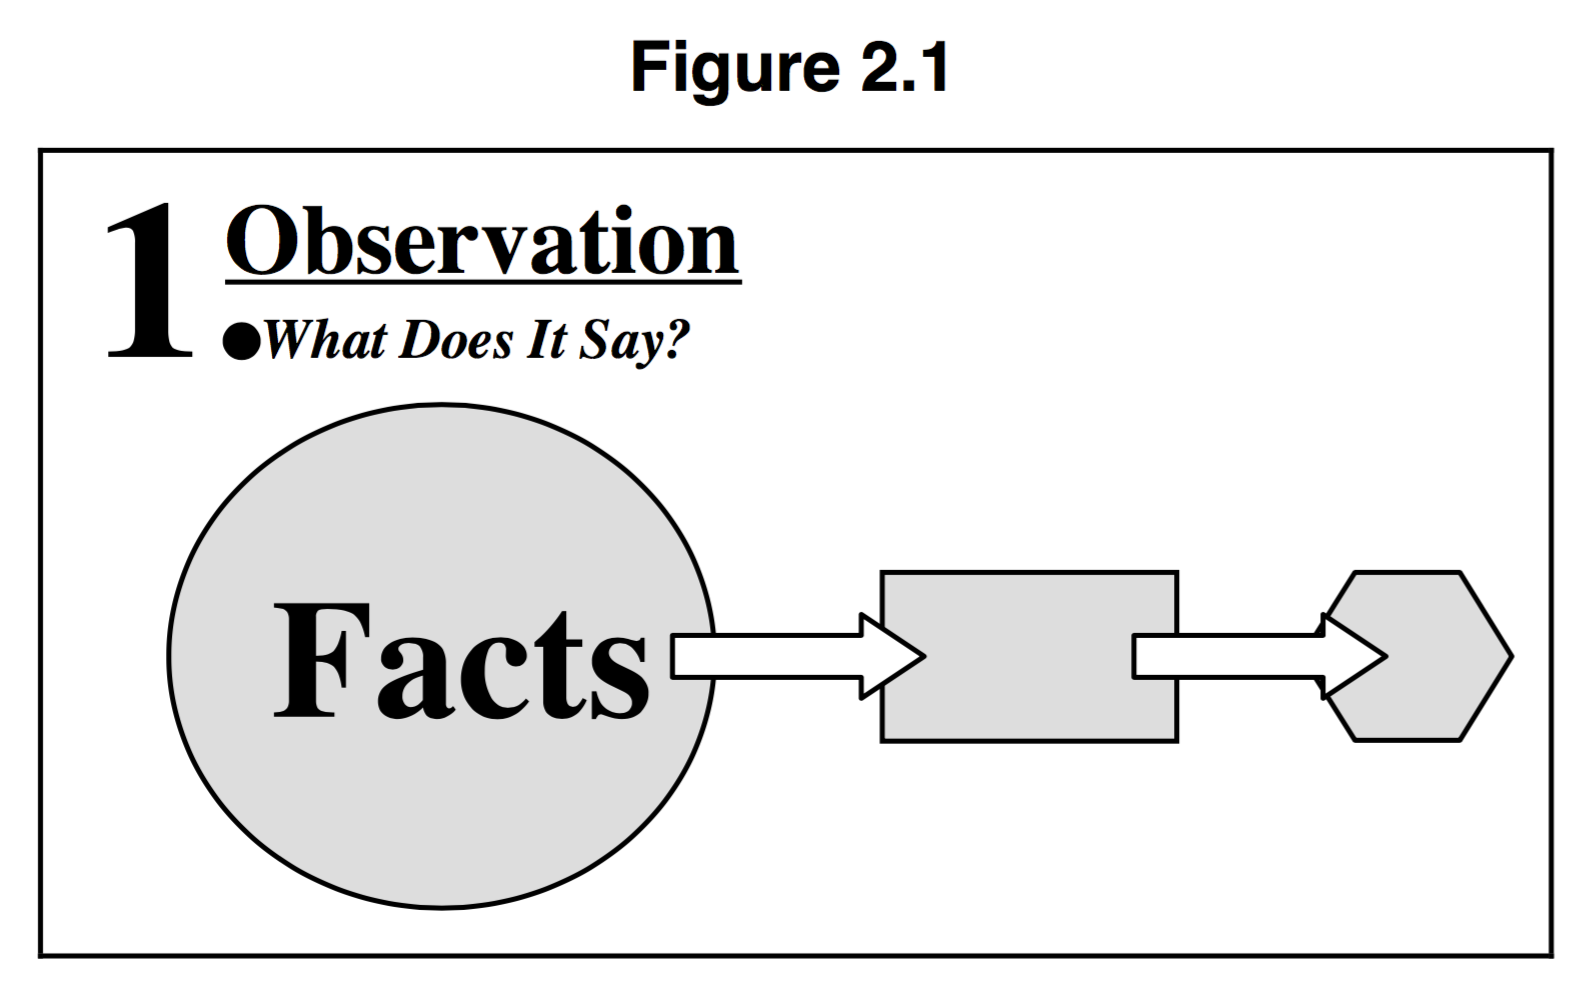 Figure 2.1
1 Observation
●What Does It Say?
Facts